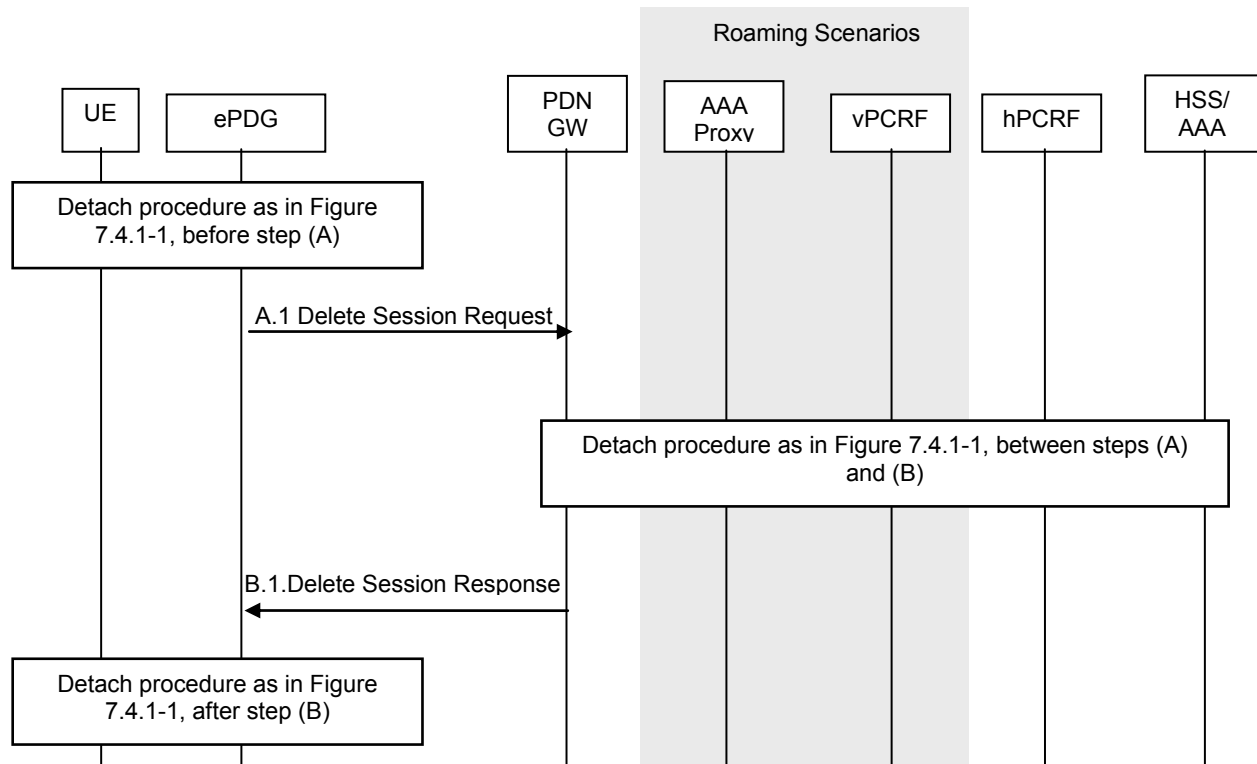 Roaming Scenarios
UE
ePDG
PDN
GW
AAA
Proxy
vPCRF
hPCRF
HSS/
AAA
Detach procedure as in Figure
7.4.1-1, before step (A)
A.1 Delete Session Request
Detach procedure as in Figure 7.4.1-1, between steps (A)
and (B)
B.1.Delete Session Response
Detach procedure as in Figure
7.4.1-1, after step (B)